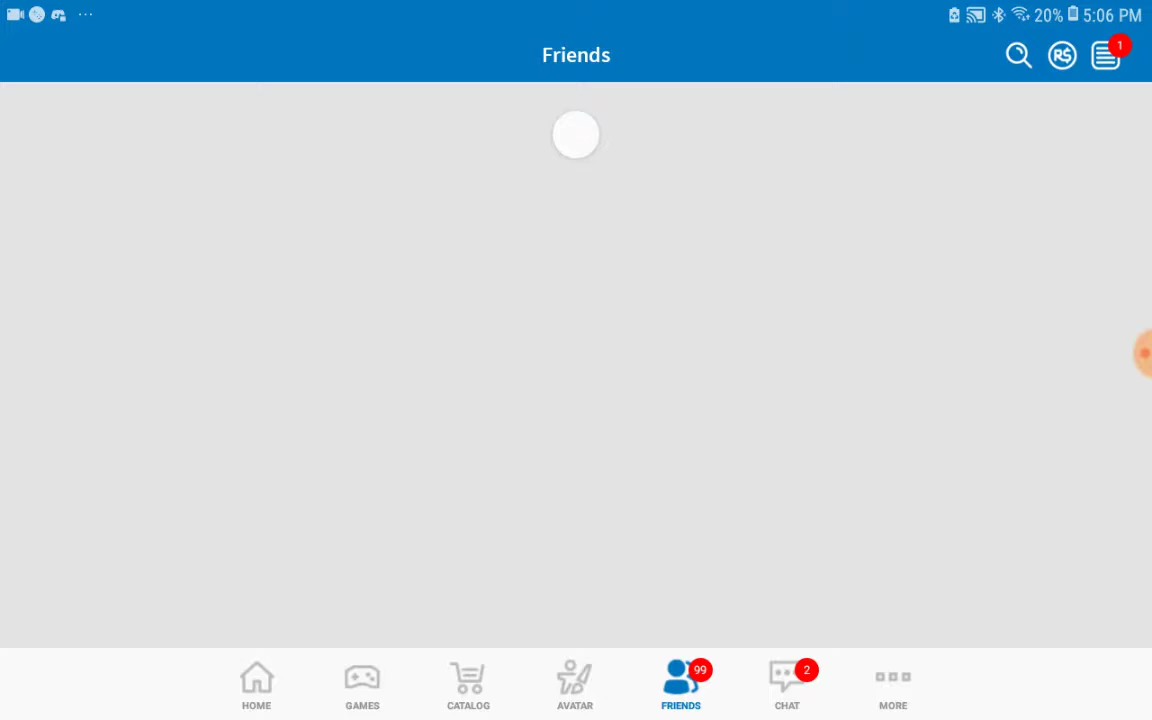 20% 5:06 PM
Friends
R$
1
99
2
HOME GAMES CATALOG AVATAR FRIENDS CHAT MORE